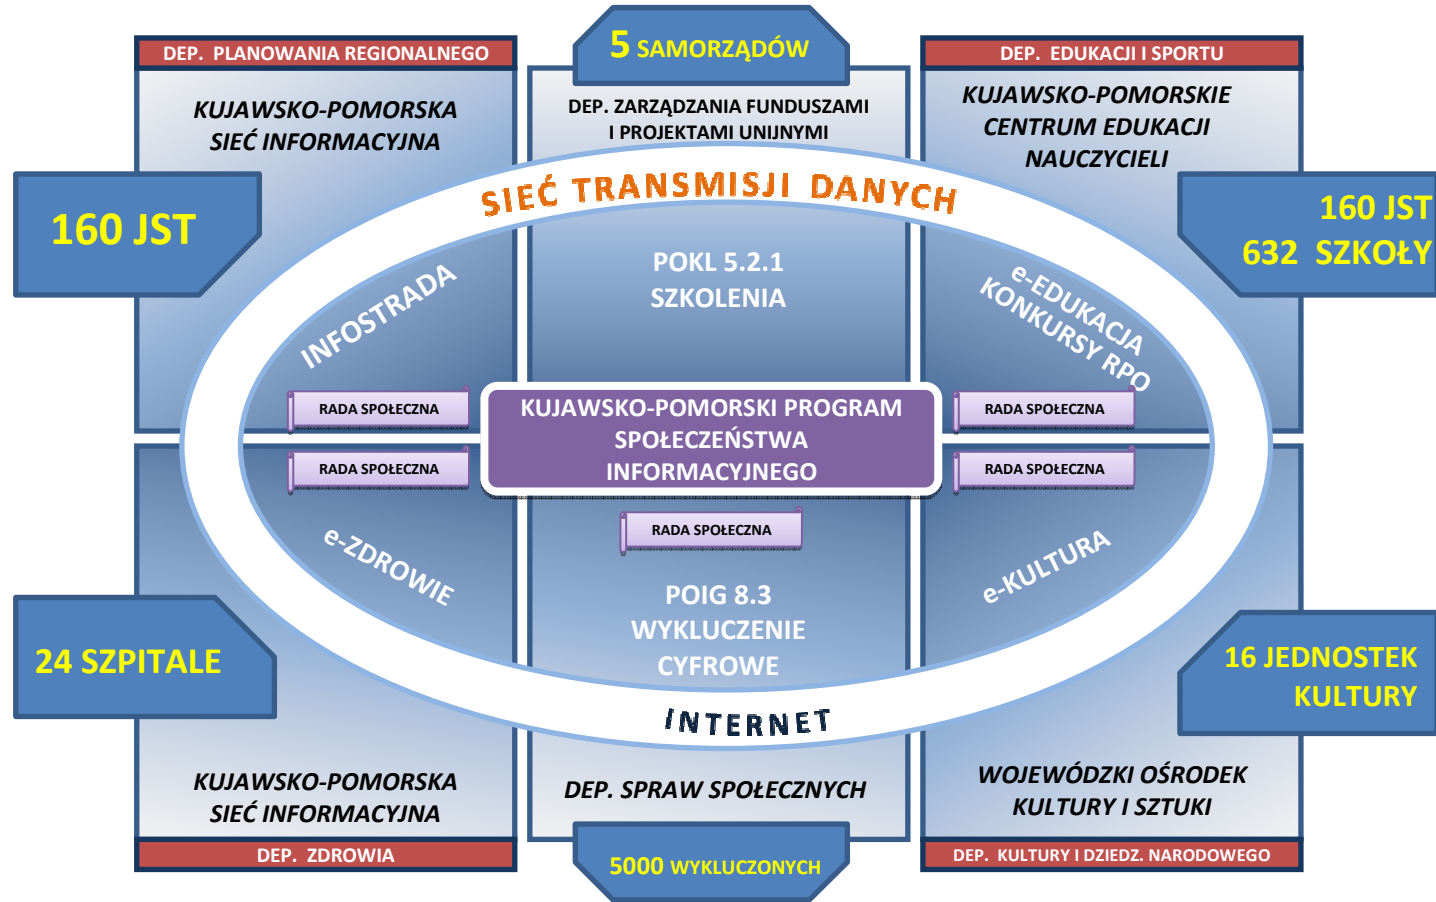 5 SAMORZĄDÓW
DEP.  PLANOWANIA REGIONALNEGO
KUJAWSKO-POMORSKA
SIEĆ INFORMACYJNA
160 JST
DEP. ZARZĄDZANIA FUNDUSZAMI
I PROJEKTAMI UNIJNYMI
DEP.  EDUKACJI I SPORTU
KUJAWSKO-POMORSKIE
CENTRUM EDUKACJI
NAUCZYCIELI
160 JST
632  SZKOŁY
SIEĆ TRANSMISJI DANYCH
INFOSTRADA
POKL 5.2.1
SZKOLENIA
e-EDUKACJA
KONKURSY RPO
RADA SPOŁECZNA
RADA SPOŁECZNA
KUJAWSKO-POMORSKI PROGRAM
SPOŁECZEŃSTWA
INFORMACYJNEGO
RADA SPOŁECZNA
RADA SPOŁECZNA
RADA SPOŁECZNA
e-ZDROWIE
POIG 8.3
WYKLUCZENIE
CYFROWE
e-KULTURA
INTERNET
24 SZPITALE
16 JEDNOSTEK
KULTURY
KUJAWSKO-POMORSKA
SIEĆ INFORMACYJNA
DEP.  ZDROWIA
DEP. SPRAW SPOŁECZNYCH
5000 WYKLUCZONYCH
WOJEWÓDZKI OŚRODEK
KULTURY I SZTUKI
DEP.  KULTURY I DZIEDZ. NARODOWEGO